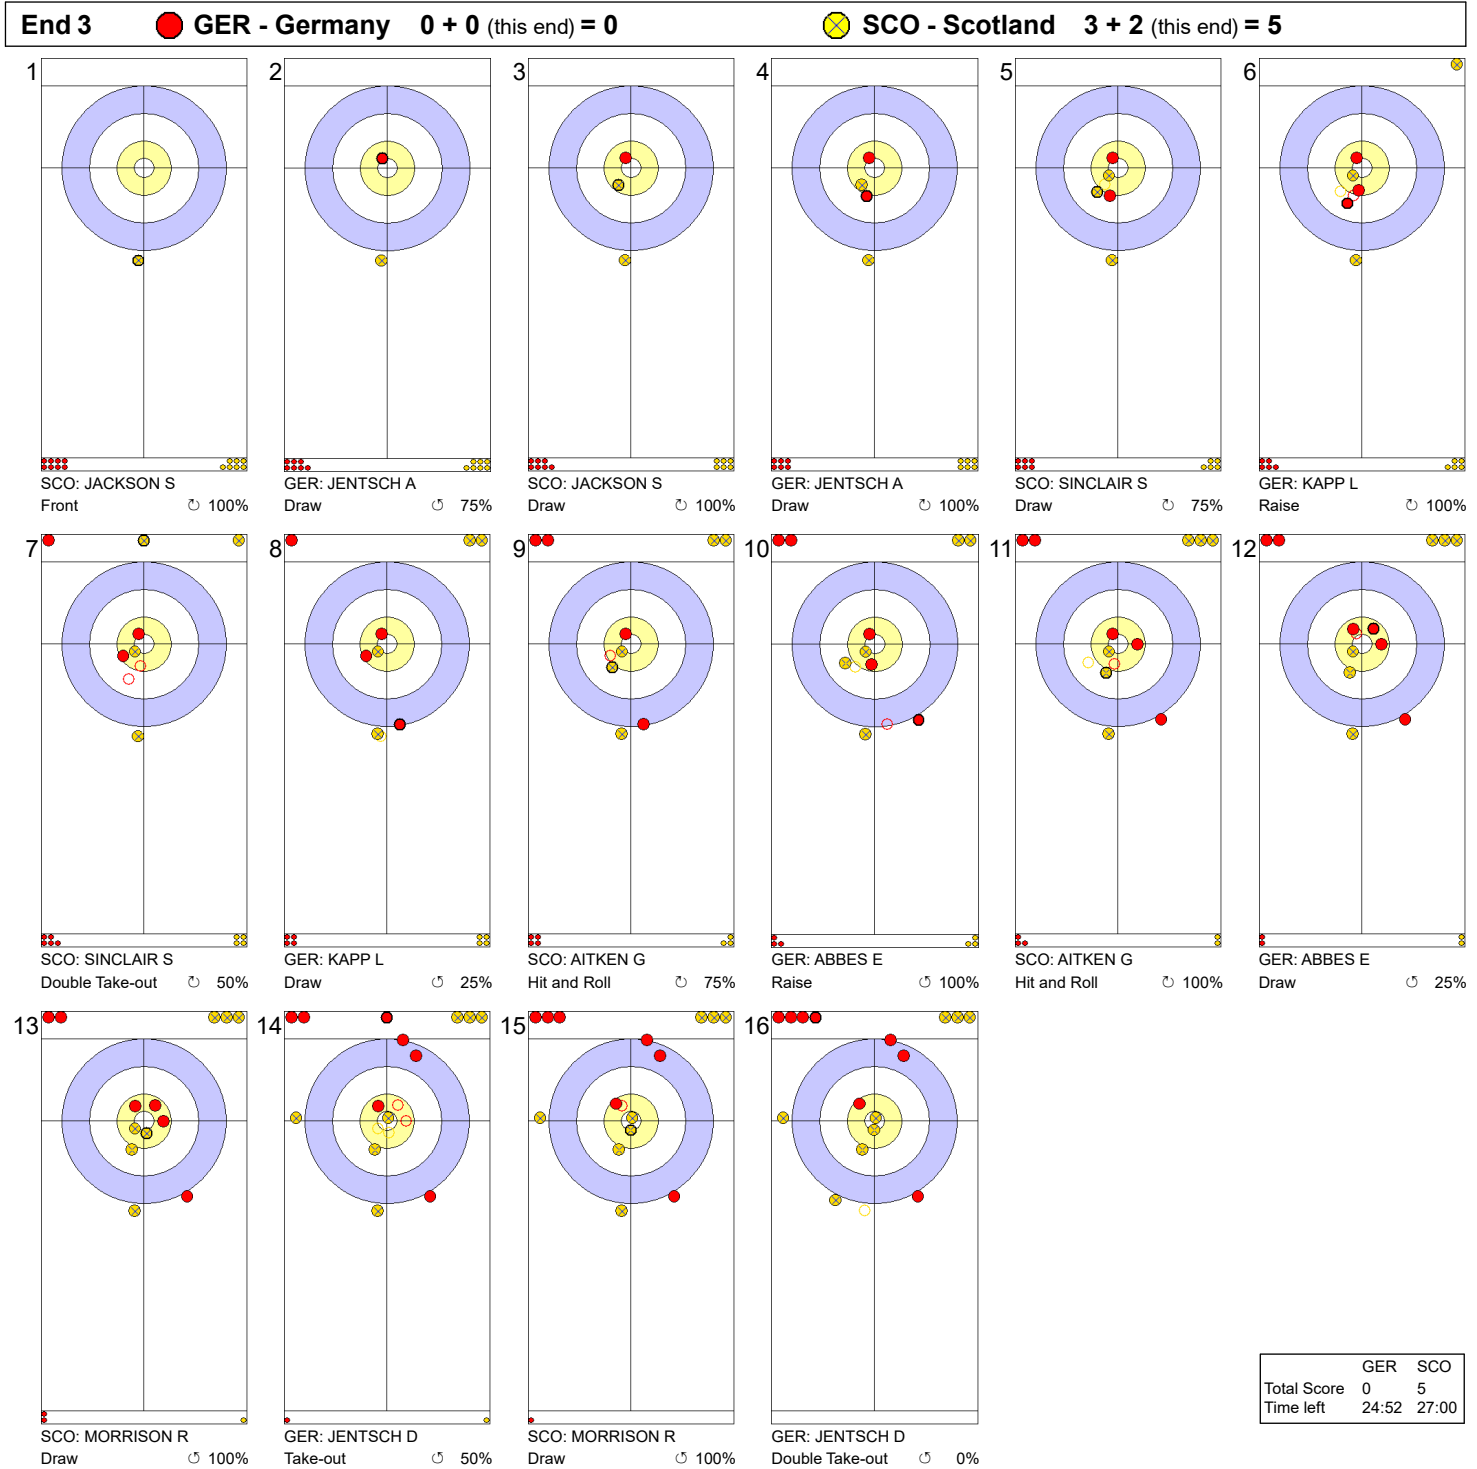 End 3 GER - Germany 0 + 0 (this end) = 0 SCO - Scotland 3 + 2 (this end) = 5
1 2 3 4 5 6
SCO: JACKSON S GER: JENTSCH A SCO: JACKSON S GER: JENTSCH A SCO: SINCLAIR S GER: KAPP L
Front ↻ 100% Draw ↺ 75% Draw ↻ 100% Draw ↺ 100% Draw ↻ 75% Raise ↻ 100%
7 8 9 10 11 12
SCO: SINCLAIR S GER: KAPP L SCO: AITKEN G GER: ABBES E SCO: AITKEN G GER: ABBES E
Double Take-out ↻ 50% Draw ↺ 25% Hit and Roll ↻ 75% Raise ↺ 100% Hit and Roll ↻ 100% Draw ↺ 25%
13 14 15 16
SCO: MORRISON R GER: JENTSCH D SCO: MORRISON R GER: JENTSCH D
Draw ↺ 100% Take-out ↺ 50% Draw ↺ 100% Double Take-out ↺ 0%
GER SCO
Total Score 0 5
Time left 24:52 27:00